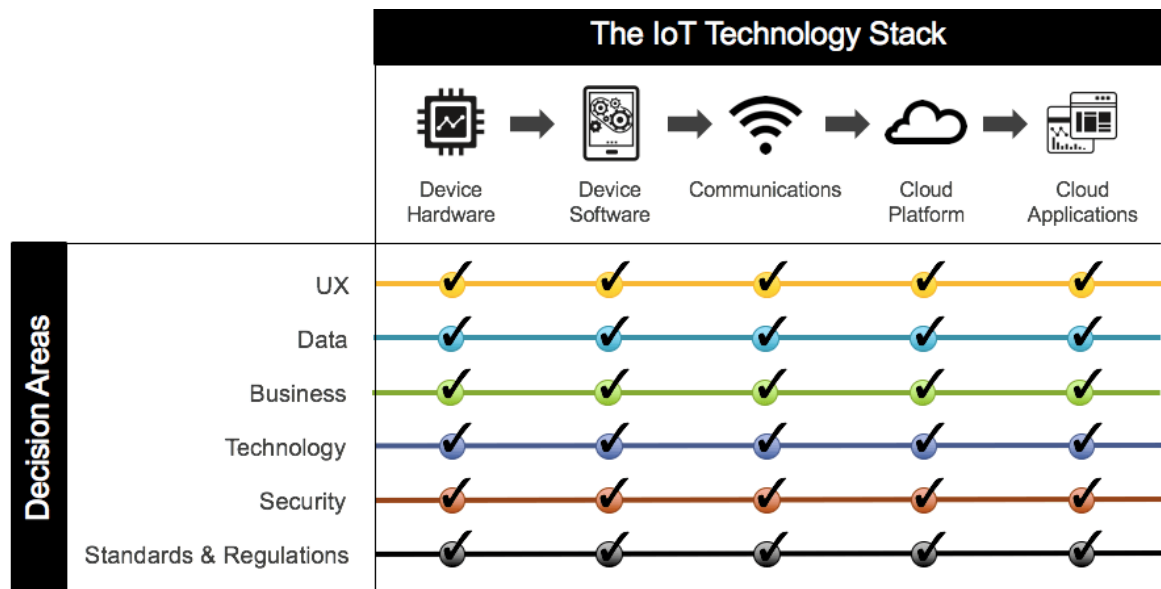 The IoT Technology Stack
Device
Hardware
Device
Software
Communications
Cloud
Platform
Cloud
Applications
Decision Areas
UX
Data
Business
Technology
Security
Standards & Regulations